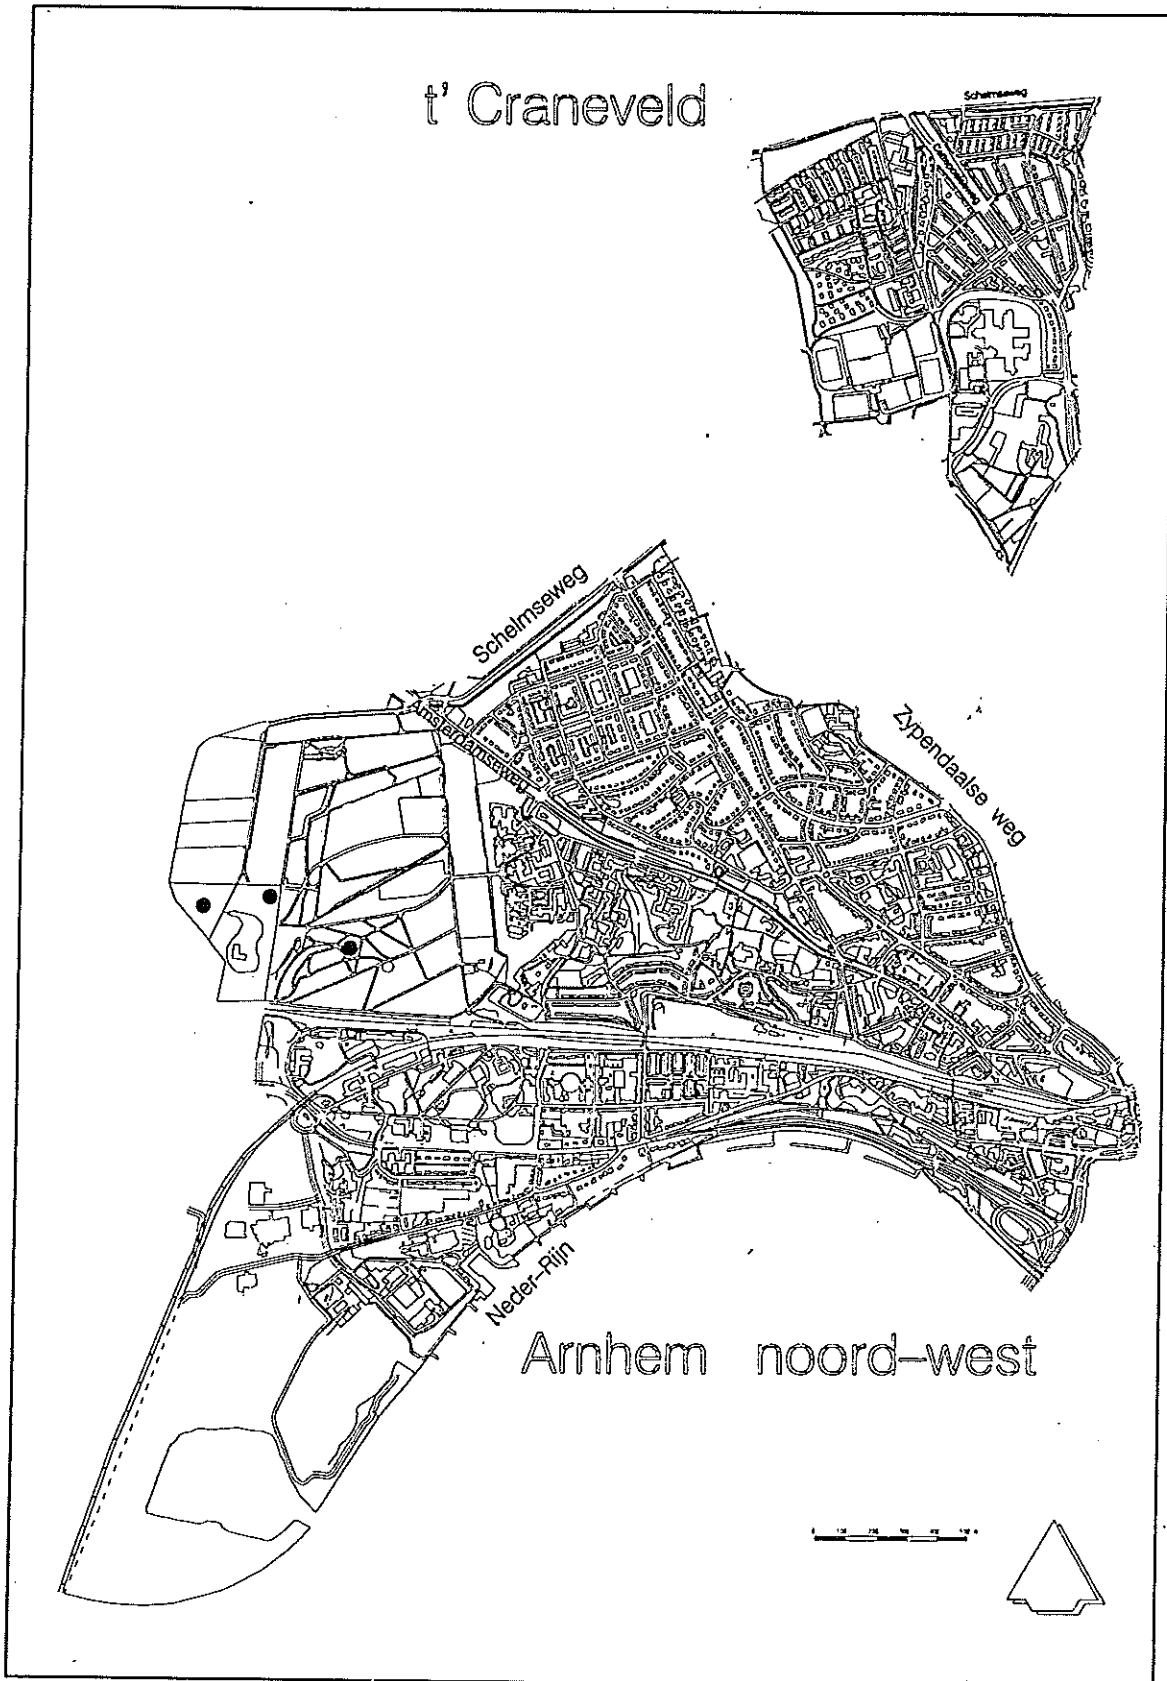 t' Craneveld
Schelmseweg
Schelmseweg
Amsterdamseweg
Zypendaalse weg
Neder-Rijn
Arnhem noord-west